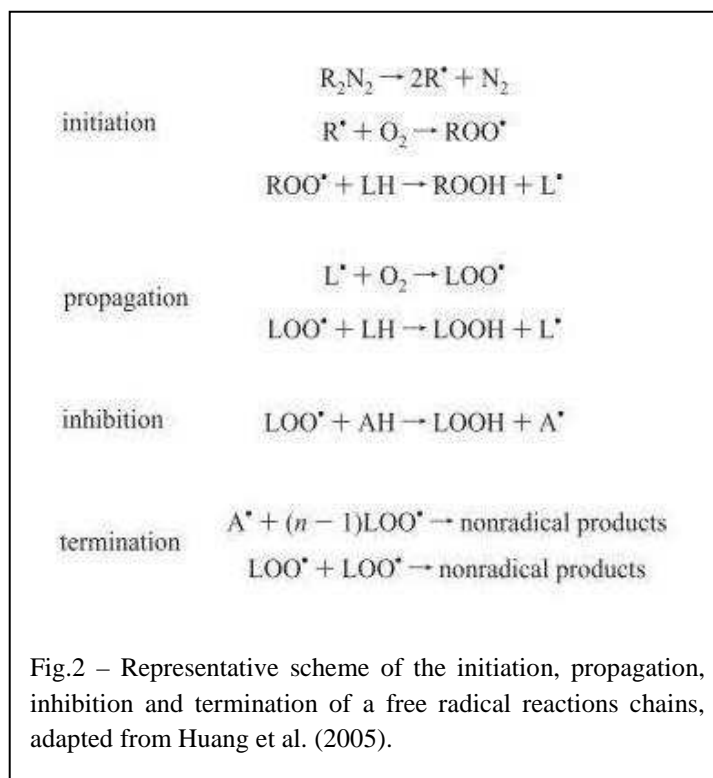 R₂N₂ → 2R• + N₂
initiation
R• + O₂ → ROO•
ROO• + LH → ROOH + L•
L• + O₂ → LOO•
propagation
LOO• + LH → LOOH + L•
inhibition
LOO• + AH → LOOH + A•
A• + (n − 1)LOO• → nonradical products
termination
LOO• + LOO• → nonradical products
Fig.2 – Representative scheme of the initiation, propagation,
inhibition and termination of a free radical reactions chains,
adapted from Huang et al. (2005).